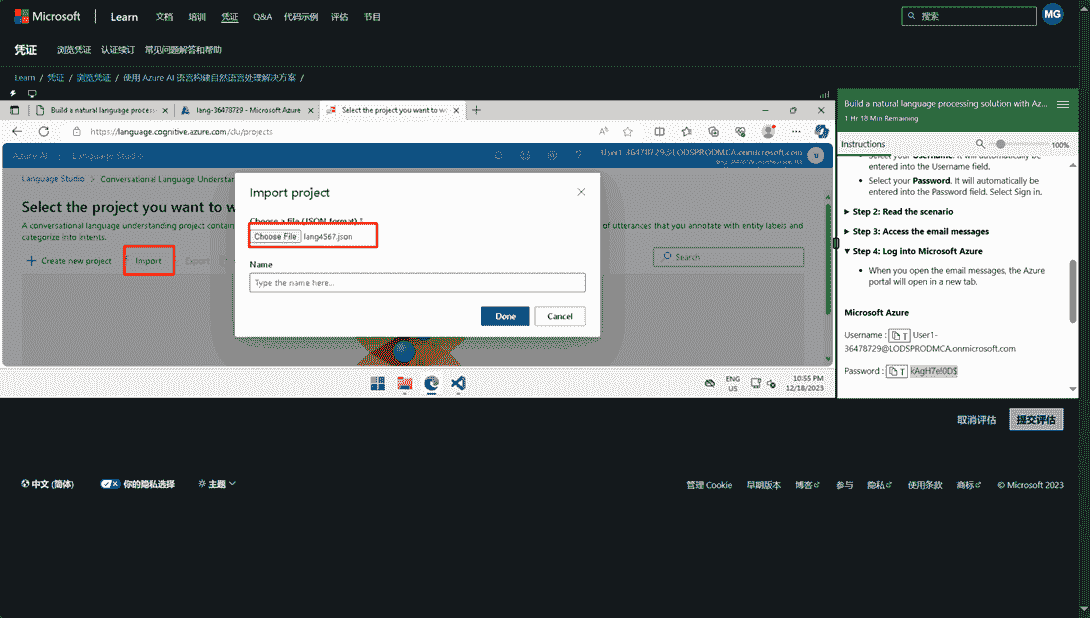 Microsoft Learn 文档 培训 凭证 Q&A 代码示例 评估 节目 搜索 MG
凭证 浏览凭证 认证续订 常见问题解答和帮助
Learn / 凭证 / 浏览凭证 / 使用 Azure AI 语言构建自然语言处理解决方案 /
Build a natural language process lang-36478729 - Microsoft Azure Select the project you want to w
https://language.cognitive.azure.com/clu/projects
Azure AI Language Studio User1-36478729@LODSPRODMCA.onmicrosoft.com
Language Studio > Conversational Language Understan
Select the project you want to w
A conversational language understanding project contain
of utterances that you annotate with entity labels and
categorize into intents.
Create new project Import Export Search
Import project
Choose a file (JSON format) *
Choose File lang4567.json
Name
Type the name here...
Done Cancel
ENG
US
10:55 PM
12/18/2023
Build a natural language processing solution with Az...
1 Hr 18 Min Remaining
Instructions 100%
Select your Username. It will automatically be
entered into the Username field.
Select your Password. It will automatically be
entered into the Password field. Select Sign in.
Step 2: Read the scenario
Step 3: Access the email messages
Step 4: Log into Microsoft Azure
When you open the email messages, the Azure
portal will open in a new tab.
Microsoft Azure
Username : T User1-
36478729@LODSPRODMCA.onmicrosoft.com
Password : T
取消评估 提交评估
中文 (简体) 你的隐私选择 主题
管理 Cookie 早期版本 博客 参与 隐私 使用条款 商标 © Microsoft 2023